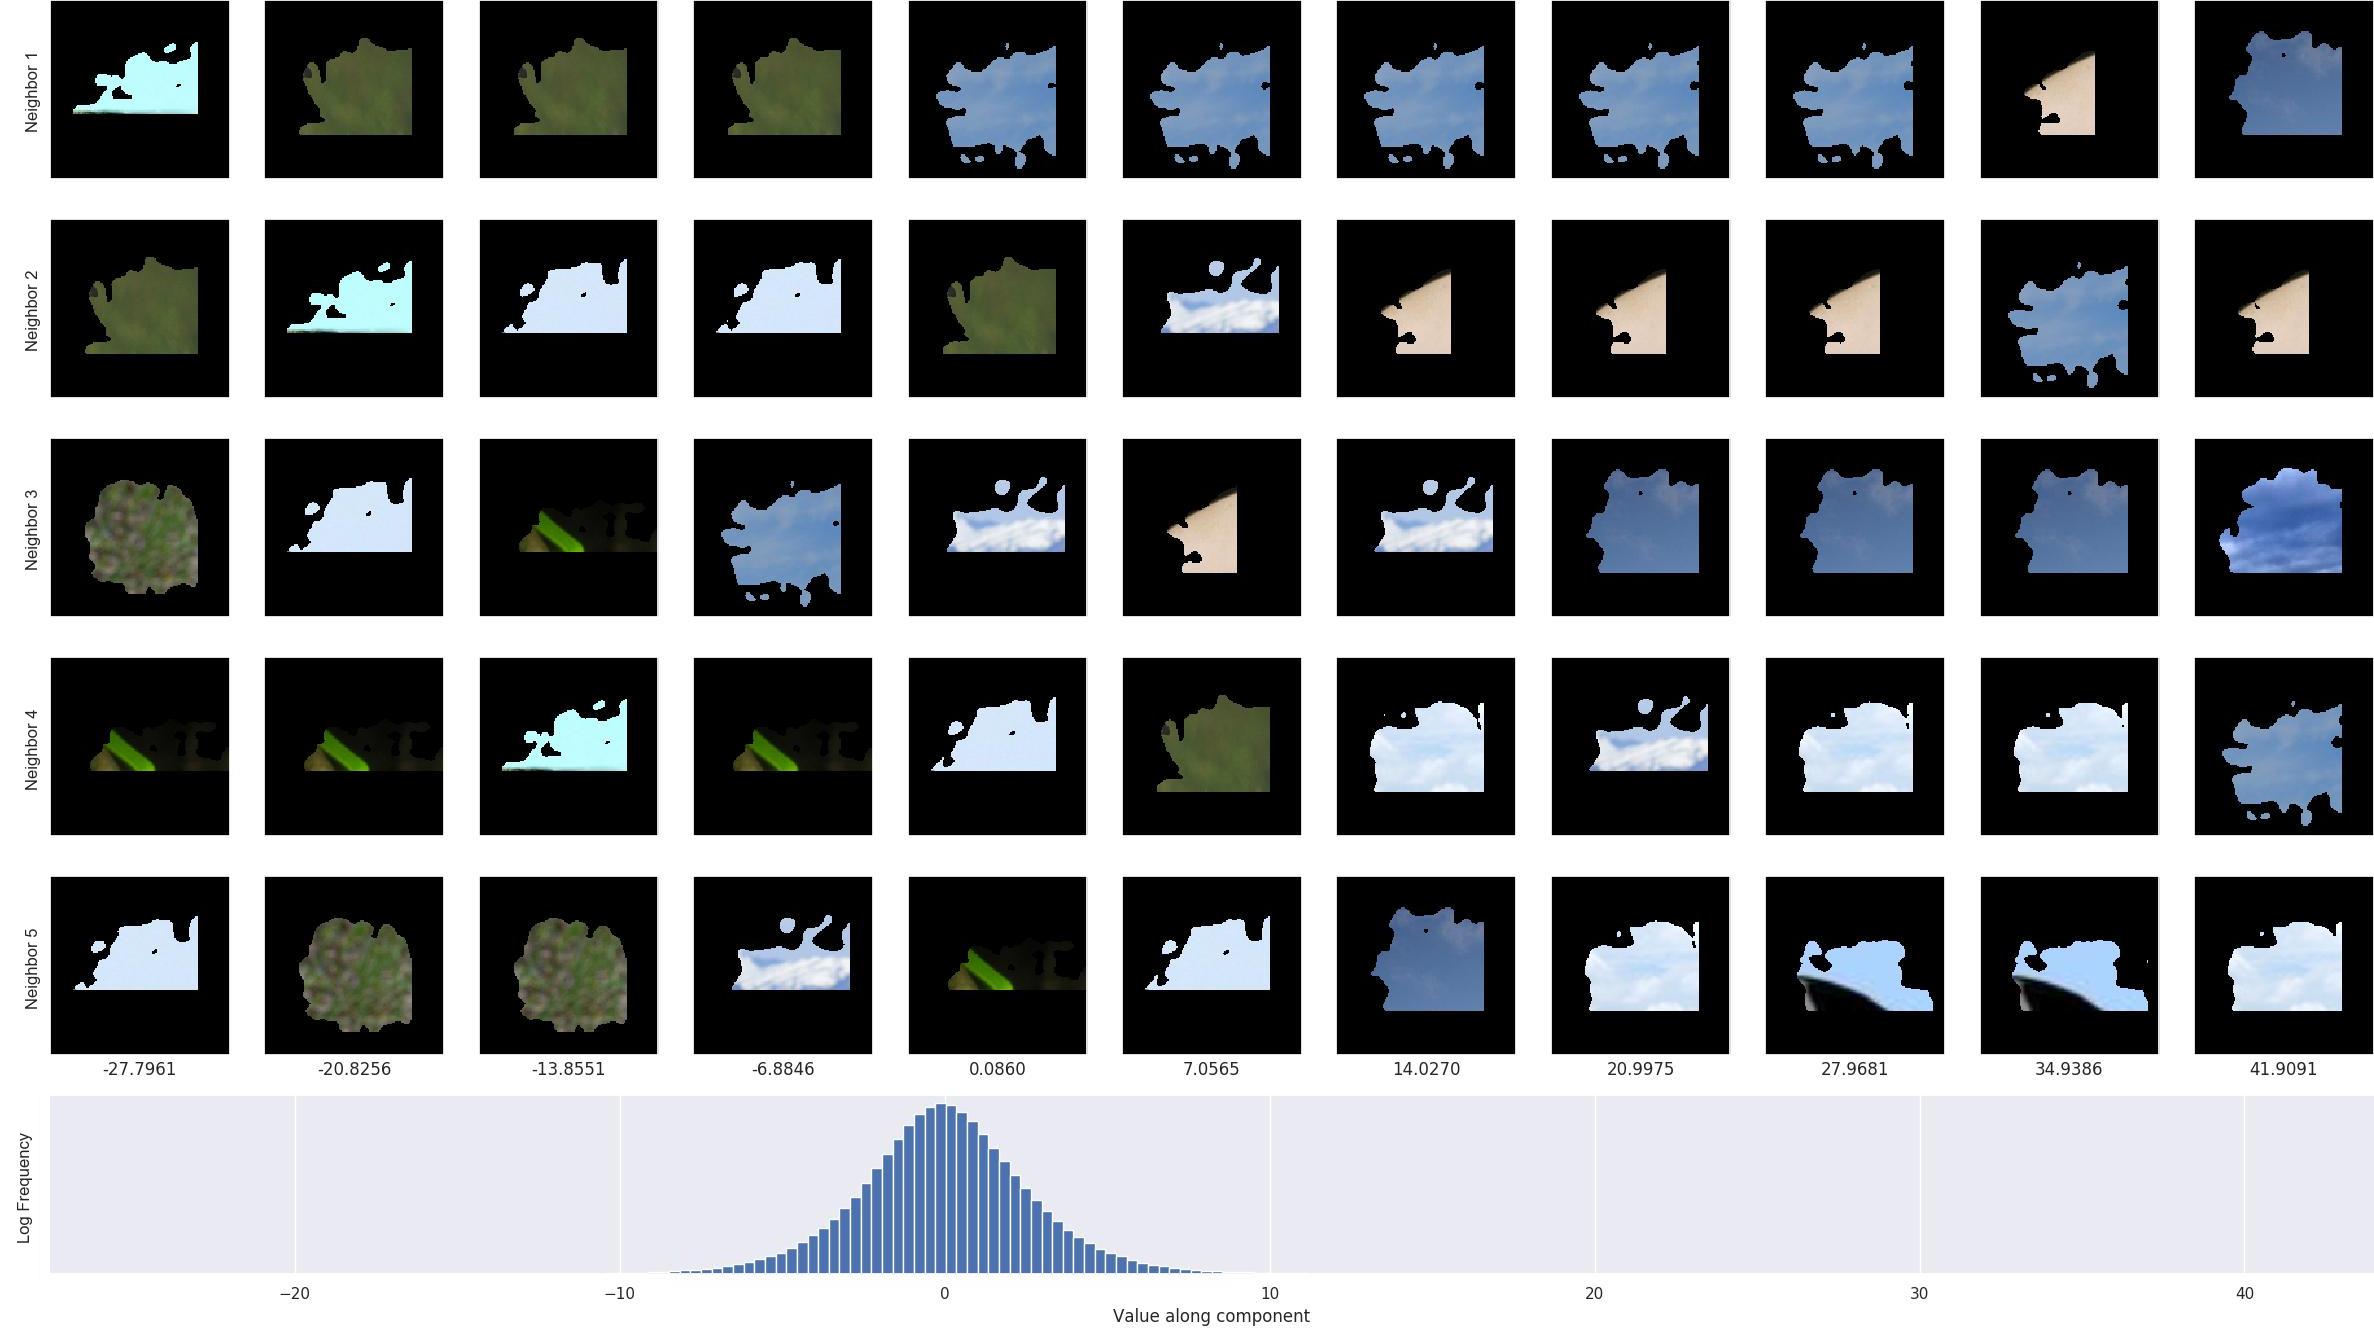 Neighbor 1
Neighbor 2
Neighbor 3
Neighbor 4
Neighbor 5
-27.7961
-20.8256
-13.8551
-6.8846
0.0860
7.0565
14.0270
20.9975
27.9681
34.9386
41.9091
Log Frequency
−20
−10
0
10
20
30
40
Value along component